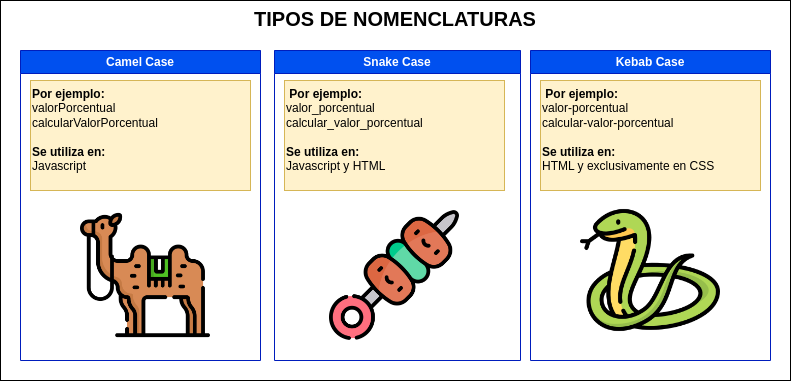 TIPOS DE NOMENCLATURAS
Camel Case
Por ejemplo:
valorPorcentual
calcularValorPorcentual
Se utiliza en:
Javascript
Snake Case
Por ejemplo:
valor_porcentual
calcular_valor_porcentual
Se utiliza en:
Javascript y HTML
Kebab Case
Por ejemplo:
valor-porcentual
calcular-valor-porcentual
Se utiliza en:
HTML y exclusivamente en CSS